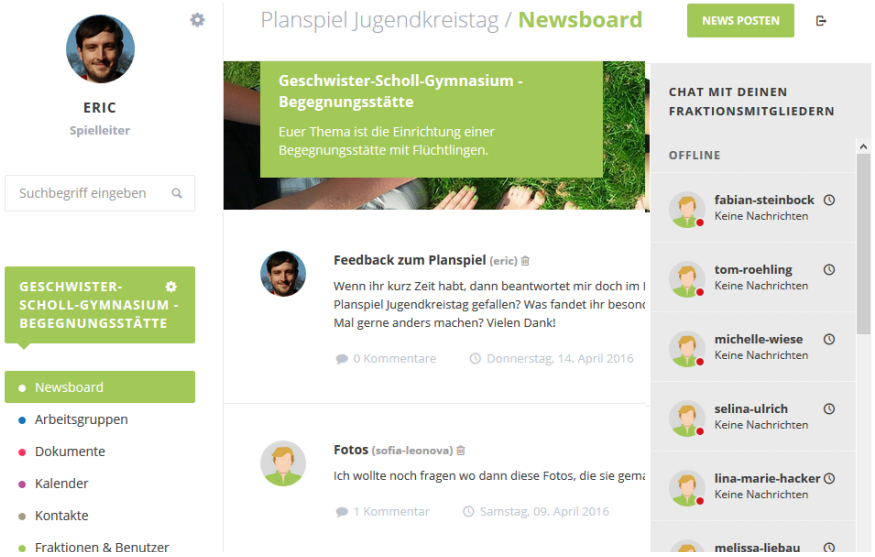 ERIC
Spielleiter
Suchbegriff eingeben
GESCHWISTER-
SCHOLL-GYMNASIUM -
BEGEGNUNGSSTÄTTE
Newsboard
Arbeitsgruppen
Dokumente
Kalender
Kontakte
Fraktionen & Benutzer
Planspiel Jugendkreistag / Newsboard
Geschwister-Scholl-Gymnasium -
Begegnungsstätte
Euer Thema ist die Einrichtung einer
Begegnungsstätte mit Flüchtlingen.
Feedback zum Planspiel (eric)
Wenn ihr kurz Zeit habt, dann beantwortet mir doch im
Planspiel Jugendkreistag gefallen? Was fandet ihr beson
Mal gerne anders machen? Vielen Dank!
0 Kommentare Donnerstag, 14. April 2016
Fotos (sofia-leonova)
Ich wollte noch fragen wo dann diese Fotos, die sie gema
1 Kommentar Samstag, 09. April 2016
NEWS POSTEN
CHAT MIT DEINEN
FRAKTIONSMITGLIEDERN
OFFLINE
fabian-steinbock
Keine Nachrichten
tom-roehling
Keine Nachrichten
michelle-wiese
Keine Nachrichten
selina-ulrich
Keine Nachrichten
lina-marie-hacker
Keine Nachrichten
melissa-liebau